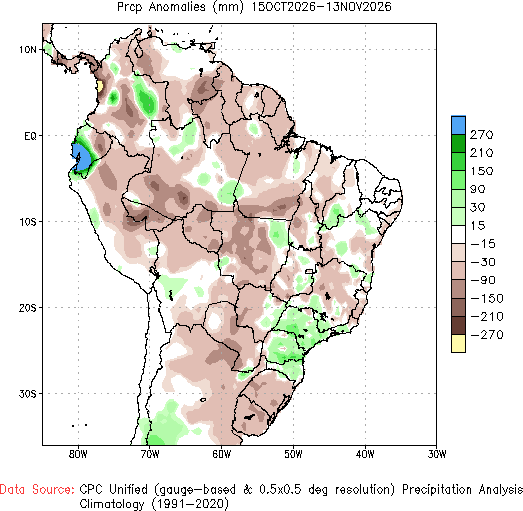 Prcp Anomalies (mm) 15OCT2026-13NOV2026
10N
EQ
10S
20S
30S
80W 70W 60W 50W 40W 30W
270
210
150
90
30
15
-15
-30
-90
-150
-210
-270
Data Source: CPC Unified (gauge-based & 0.5x0.5 deg resolution) Precipitation Analysis
Climatology (1991-2020)